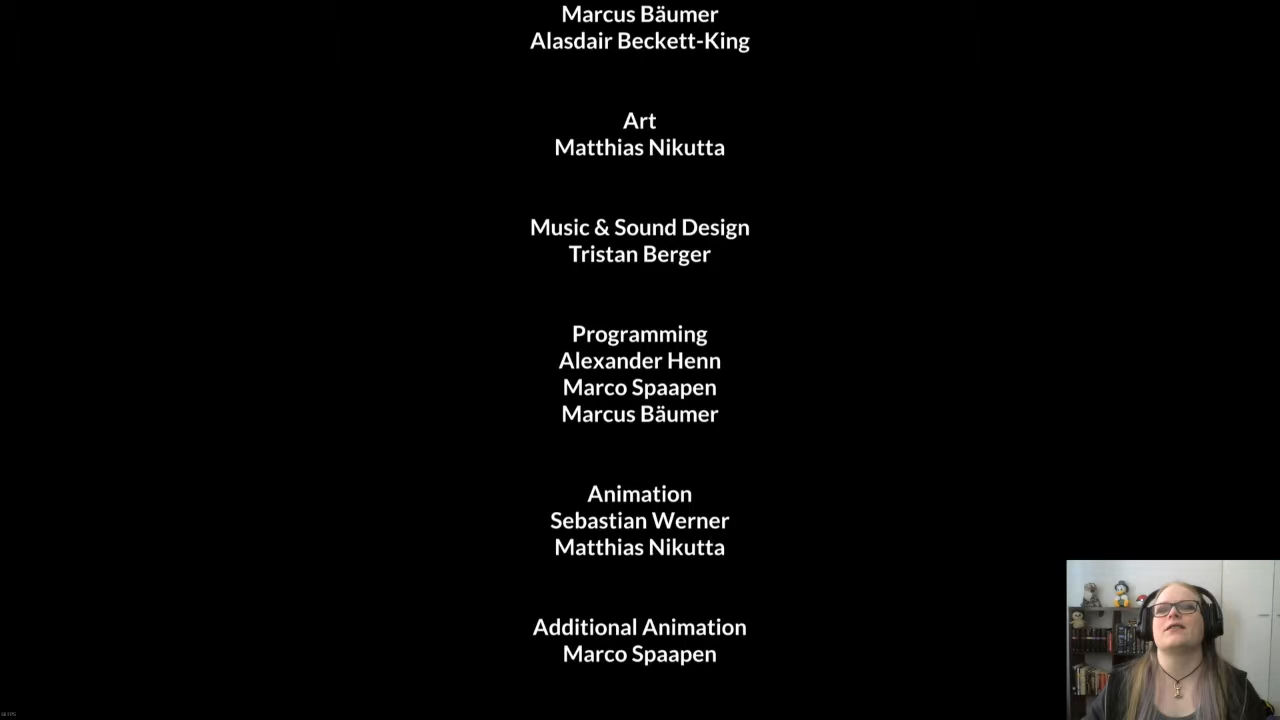 Marcus Bäumer
Alasdair Beckett-King
Art
Matthias Nikutta
Music & Sound Design
Tristan Berger
Programming
Alexander Henn
Marco Spaapen
Marcus Bäumer
Animation
Sebastian Werner
Matthias Nikutta
Additional Animation
Marco Spaapen